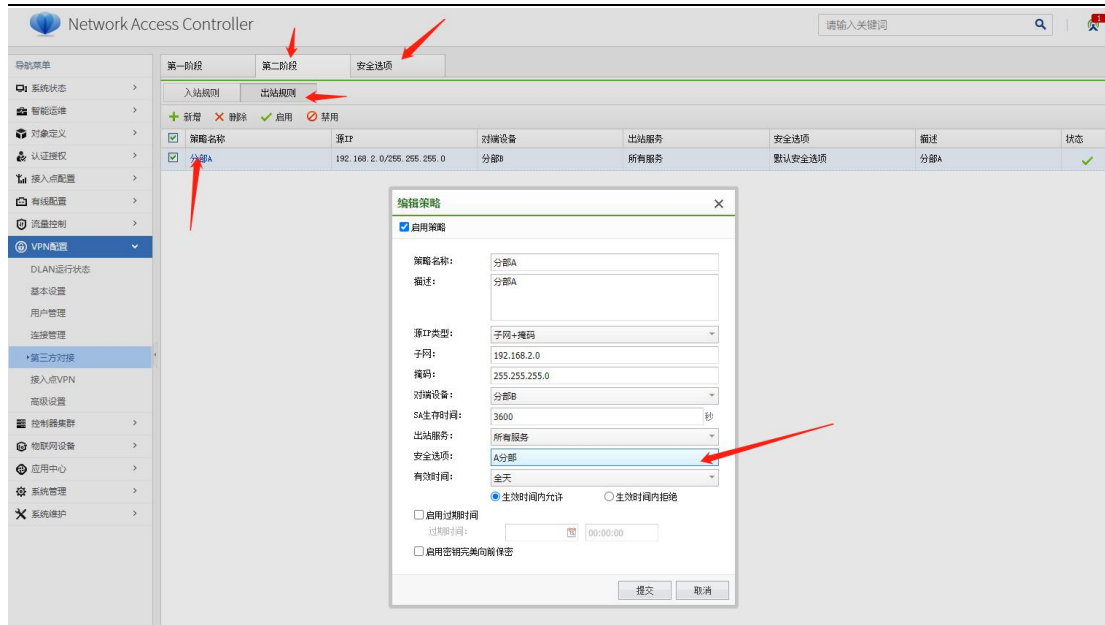 Network Access Controller
请输入关键词
1
导航菜单
第一阶段 第二阶段 安全选项
系统状态
智能运维
对象定义
认证授权
接入点配置
有线配置
流量控制
VPN配置
DLAN运行状态
基本设置
用户管理
连接管理
第三方对接
接入点VPN
高级设置
控制器集群
物联网设备
应用中心
系统管理
系统维护
入站规则 出站规则
新增 删除 启用 禁用
策略名称 源IP 对端设备 出站服务 安全选项 描述 状态
分部A 192.168.2.0/255.255.255.0 分部B 所有服务 默认安全选项 分部A
编辑策略
启用策略
策略名称: 分部A
描述: 分部A
源IP类型: 子网+掩码
子网: 192.168.2.0
掩码: 255.255.255.0
对端设备: 分部B
SA生存时间: 3600 秒
出站服务: 所有服务
安全选项: A分部
有效时间: 全天
生效时间内允许 生效时间内拒绝
启用过期时间
过期时间: 00:00:00
启用密钥完美向前保密
提交 取消